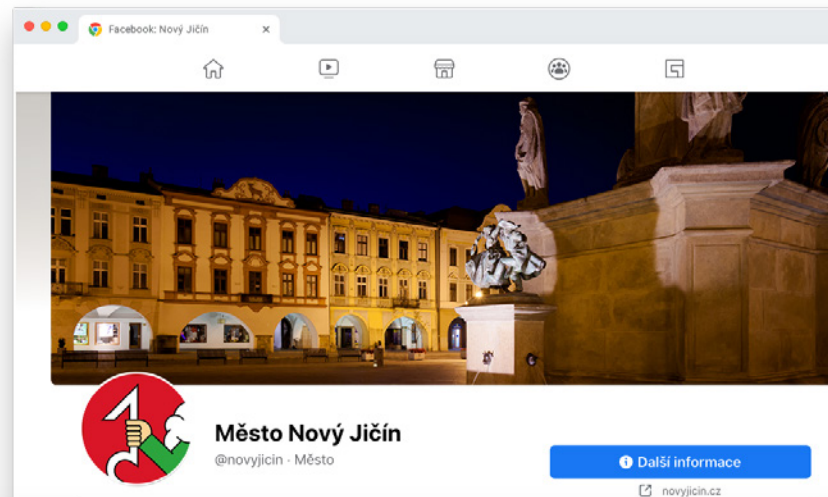 Facebook: Nový Jičín
Město Nový Jičín
@novyjicin · Město
Další informace
novyjicin.cz